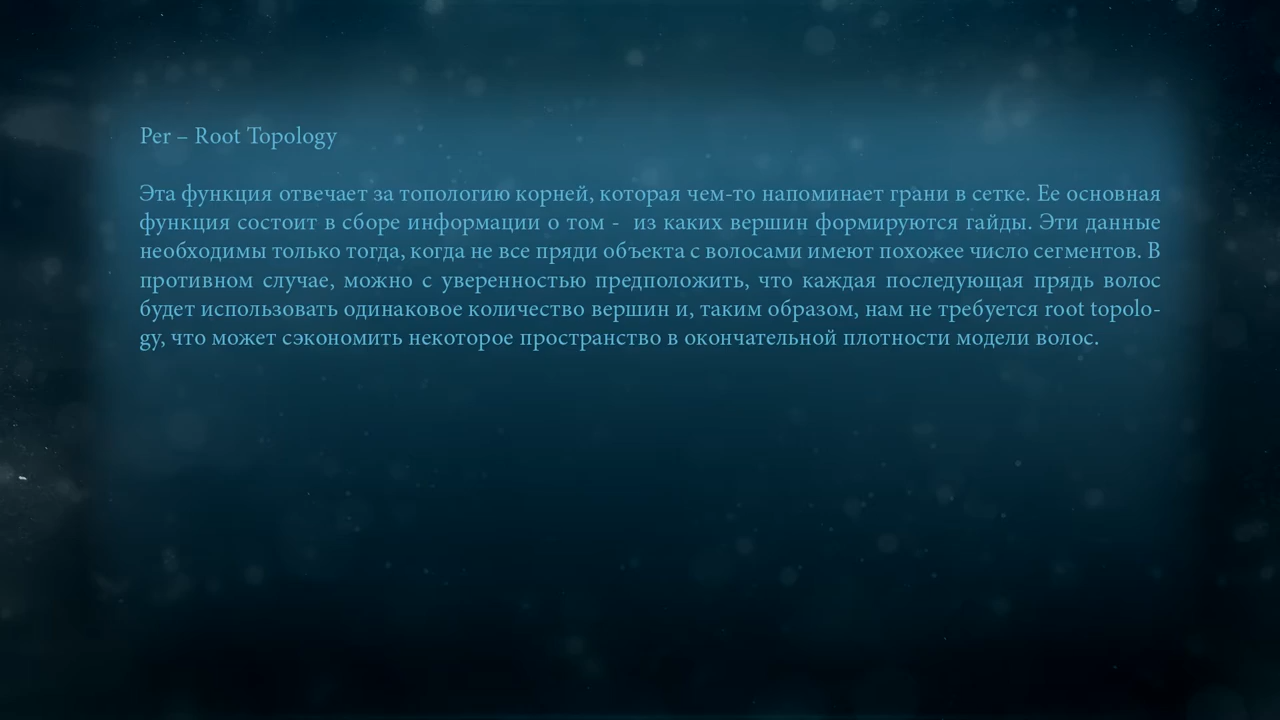 Per – Root Topology
Эта функция отвечает за топологию корней, которая чем-то напоминает грани в сетке. Ее основная
функция состоит в сборе информации о том -  из каких вершин формируются гайды. Эти данные
необходимы только тогда, когда не все пряди объекта с волосами имеют похожее число сегментов. В
противном случае, можно с уверенностью предположить, что каждая последующая прядь волос
будет использовать одинаковое количество вершин и, таким образом, нам не требуется root topolo-
gy, что может сэкономить некоторое пространство в окончательной плотности модели волос.